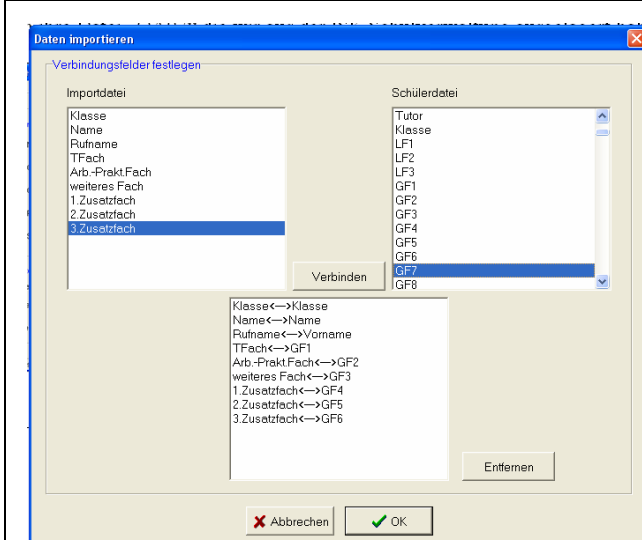 Daten importieren
Verbindungsfelder festlegen
Importdatei
Klasse
Name
Rufname
TFach
Arb.-Prakt.Fach
weiteres Fach
1.Zusatzfach
2.Zusatzfach
3.Zusatzfach
Schülerdatei
Tutor
Klasse
LF1
LF2
LF3
GF1
GF2
GF3
GF4
GF5
GF6
GF7
GF8
Verbinden
Klasse<-->Klasse
Name<-->Name
Rufname<-->Vorname
TFach<-->GF1
Arb.-Prakt.Fach<-->GF2
weiteres Fach<-->GF3
1.Zusatzfach<-->GF4
2.Zusatzfach<-->GF5
3.Zusatzfach<-->GF6
Entfernen
Abbrechen
OK